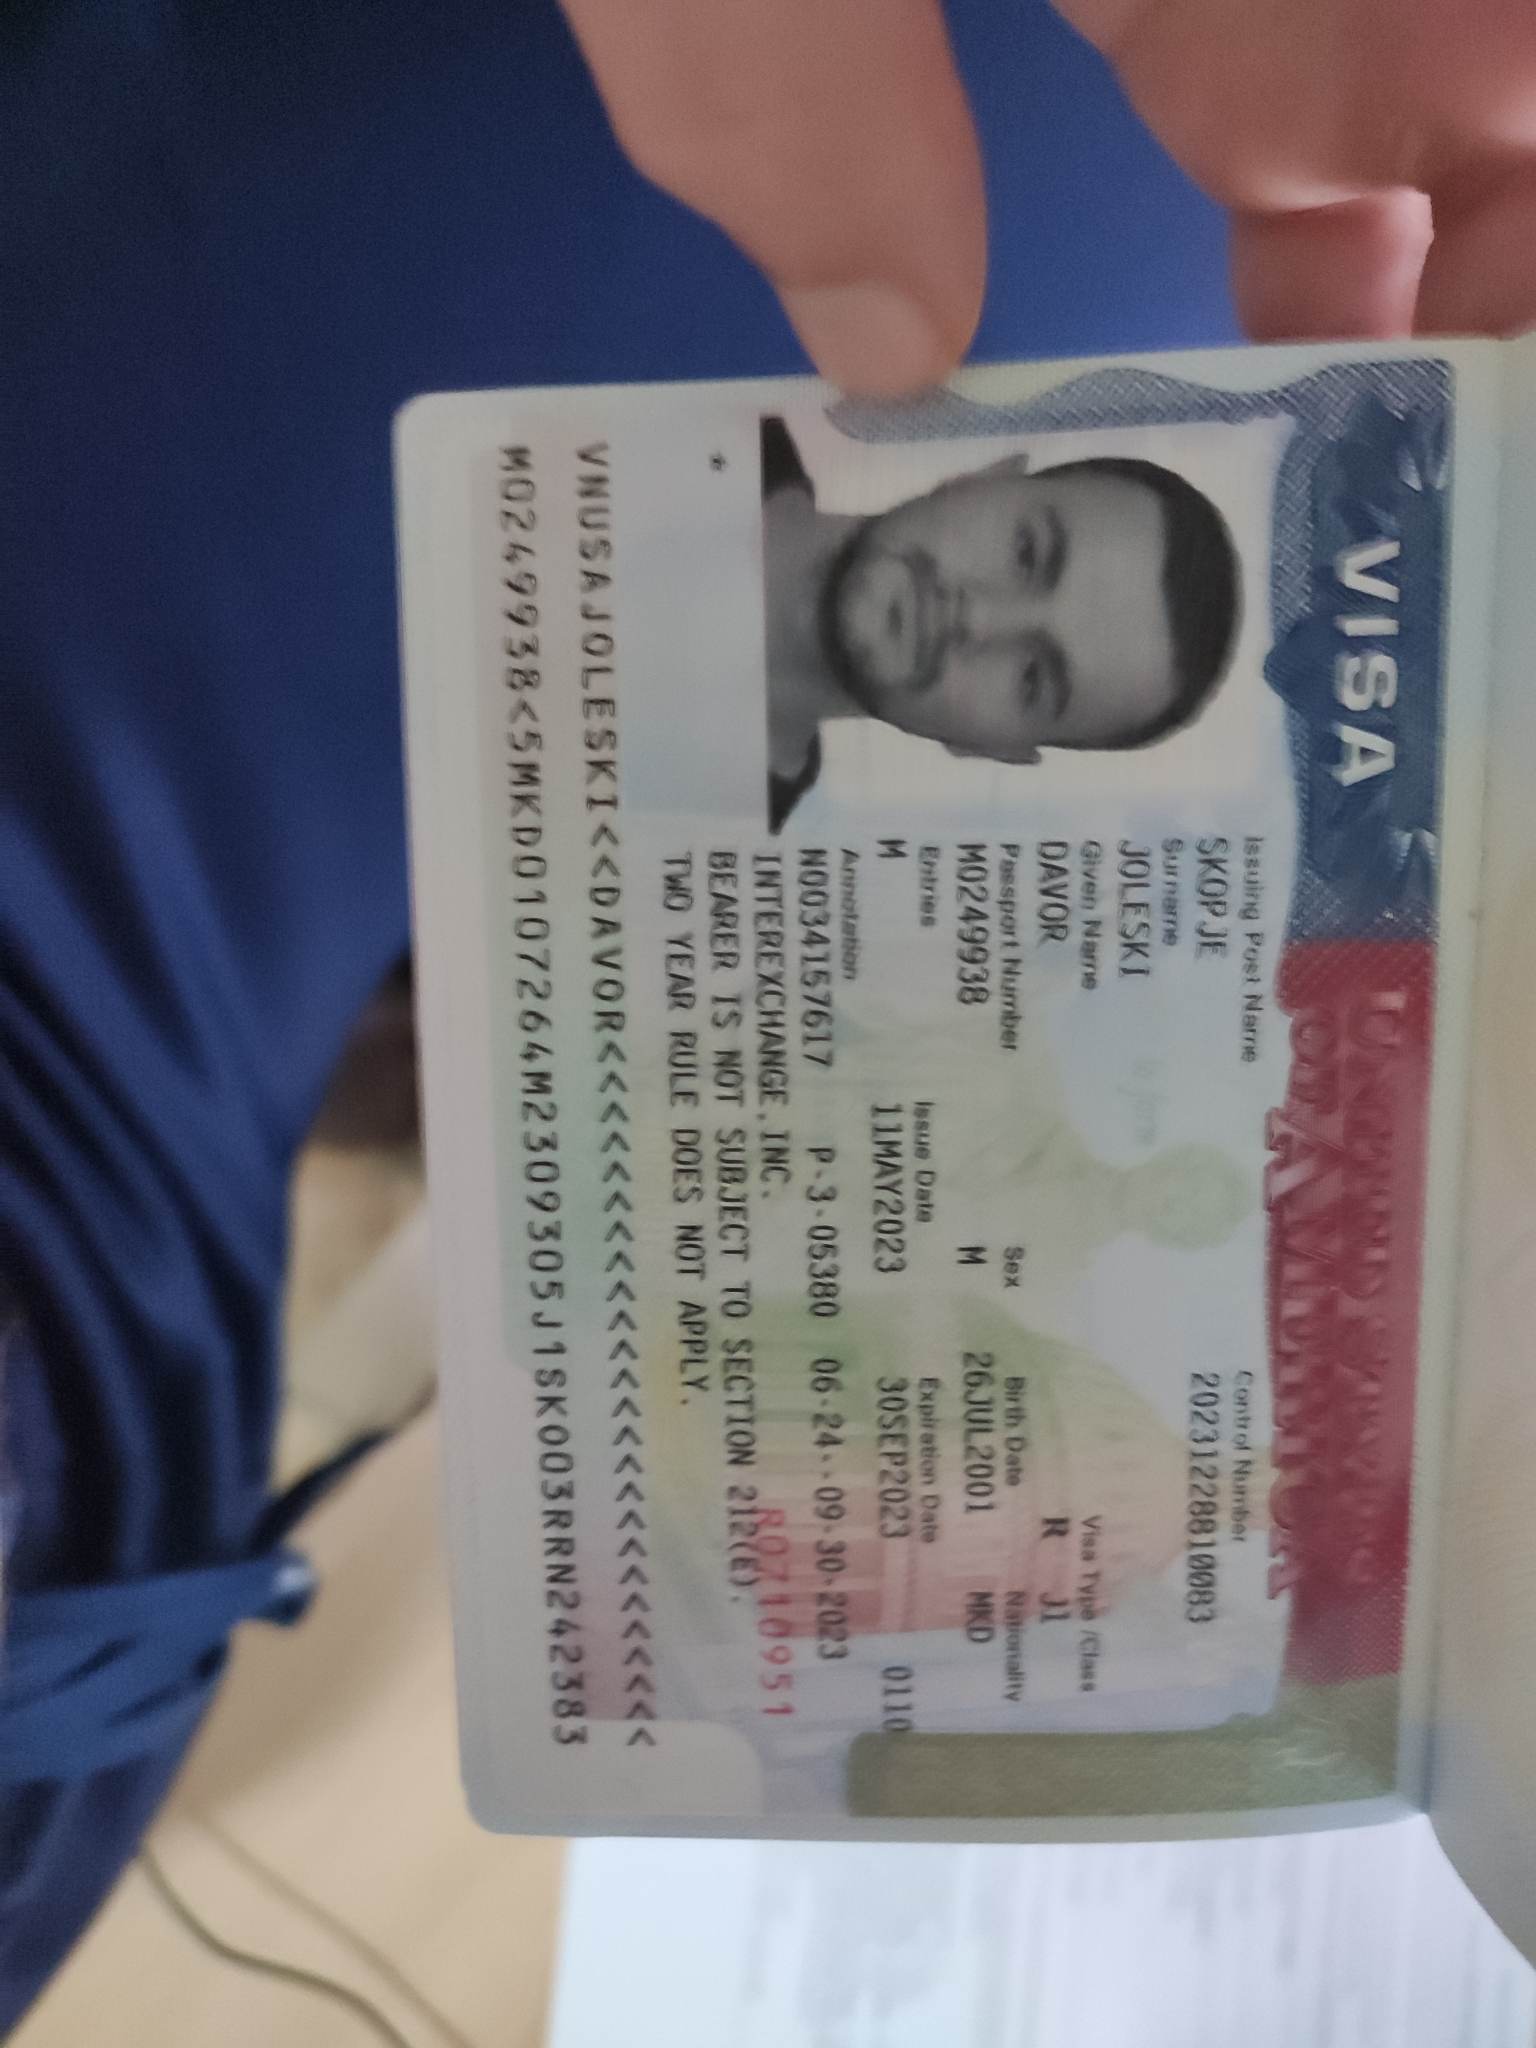 VISA UNITED STATES
OF AMERICA
Issuing Post Name Control Number
SKOPJE 20231228810083
Surname
JOLESKI
Given Name Visa Type /Class
DAVOR R J1
Passport Number Sex Birth Date Nationality
M0249938 M 26JUL2001 MKD
Entries Issue Date Expiration Date
M 11MAY2023 30SEP2023 0110
Annotation
N0034157617 P-3-05380 06-24--09-30-2023
INTEREXCHANGE,INC. R0710951
BEARER IS NOT SUBJECT TO SECTION 212(E).
TWO YEAR RULE DOES NOT APPLY.
*
VNUSAJOLESKI<<DAVOR<<<<<<<<<<<<<<<<<<<<<<<<<
M0249938<5MKD0107264M2309305J1SK003RRN242383